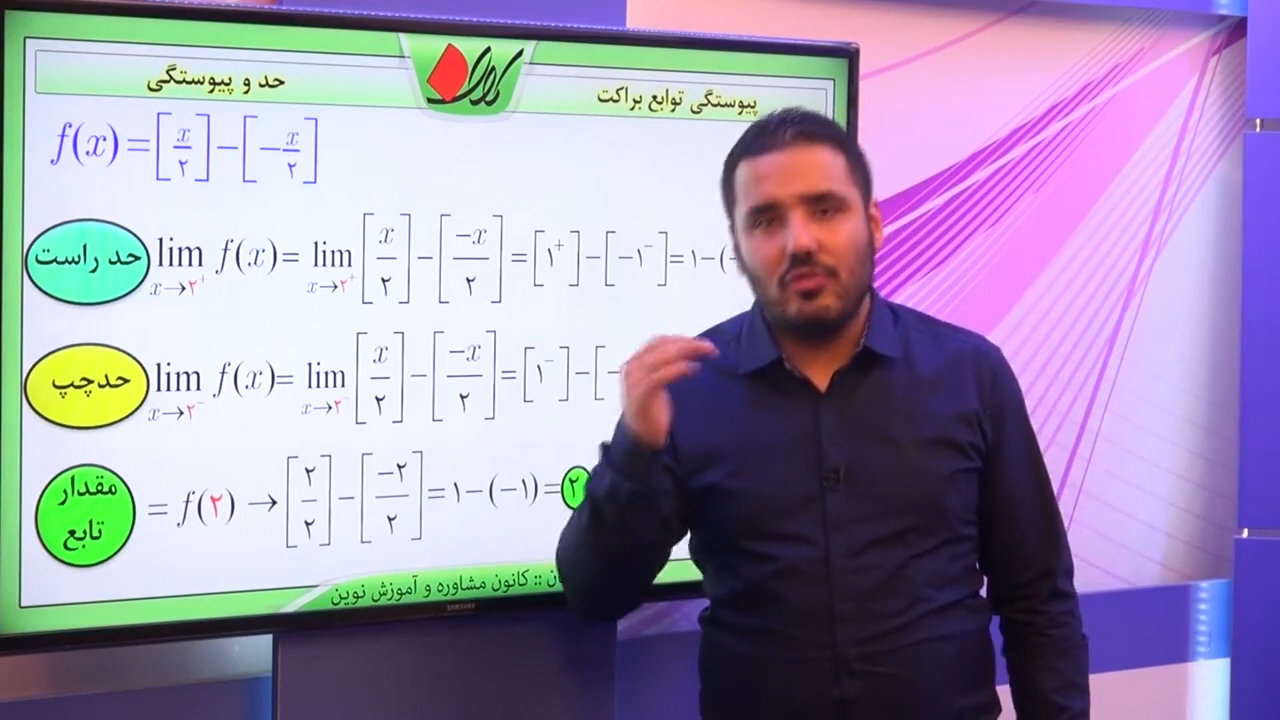 پیوستگی توابع براکت
حد و پیوستگی
f(x)=[x/۲]−[−x/۲]
حد راست lim x→۲⁺ f(x)= lim x→۲⁺ [x/۲]−[−x/۲]=[۱⁺]−[−۱⁻]=۱−(−
حدچپ lim x→۲⁻ f(x)= lim x→۲⁻ [x/۲]−[−x/۲]=[۱⁻]−[−
مقدار تابع = f(۲) → [۲/۲]−[−۲/۲]=۱−(−۱)=۲
:: کانون مشاوره و آموزش نوین
SAMSUNG